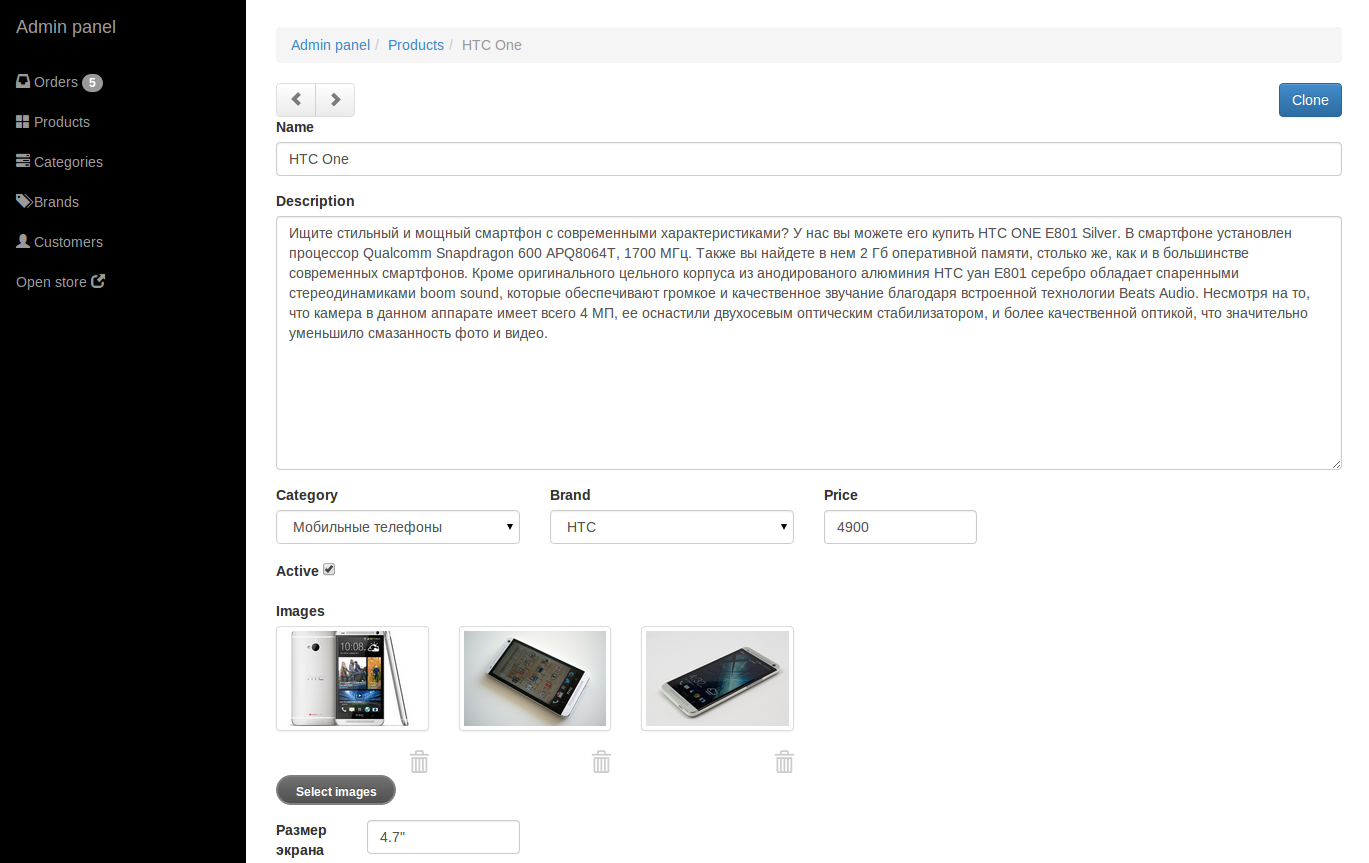 Admin panel
Orders 5
Products
Categories
Brands
Customers
Open store
Admin panel / Products / HTC One
Clone
Name
HTC One
Description
Ищите стильный и мощный смартфон с современными характеристиками? У нас вы можете его купить HTC ONE E801 Silver. В смартфоне установлен
процессор Qualcomm Snapdragon 600 APQ8064T, 1700 МГц. Также вы найдете в нем 2 Гб оперативной памяти, столько же, как и в большинстве
современных смартфонов. Кроме оригинального цельного корпуса из анодированого алюминия HTC уан E801 серебро обладает спаренными
стереодинамиками boom sound, которые обеспечивают громкое и качественное звучание благодаря встроенной технологии Beats Audio. Несмотря на то,
что камера в данном аппарате имеет всего 4 МП, ее оснастили двухосевым оптическим стабилизатором, и более качественной оптикой, что значительно
уменьшило смазанность фото и видео.
Category
Brand
Price
Мобильные телефоны
HTC
4900
Active
Images
10:08
hTC
4:02
Select images
Размер
экрана
4.7"